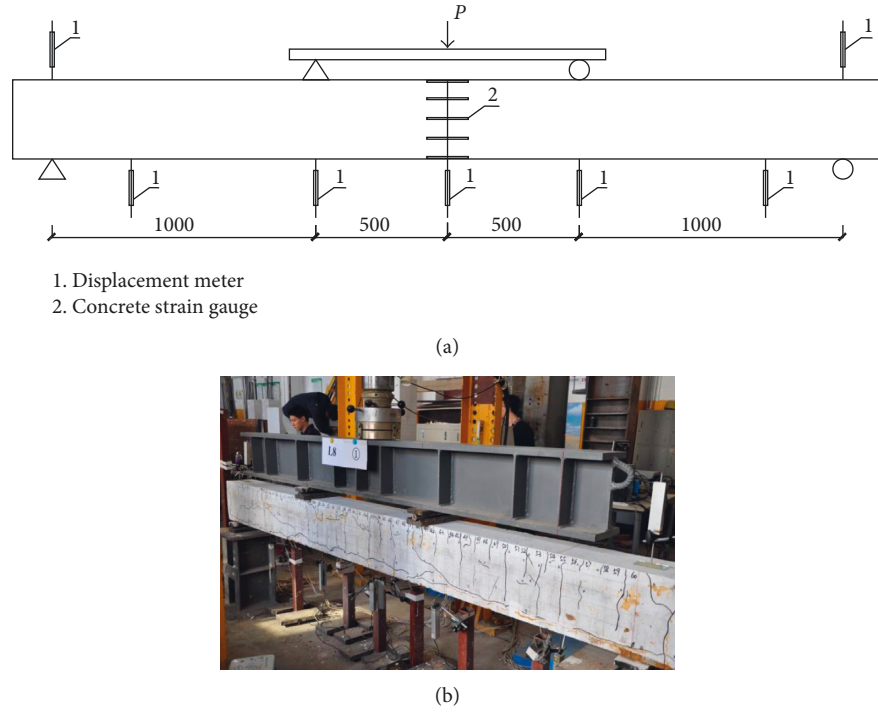 P
1
1
2
1
1
1
1
1
1000
500
500
1000
1. Displacement meter
2. Concrete strain gauge
(a)
L8 ①
(b)